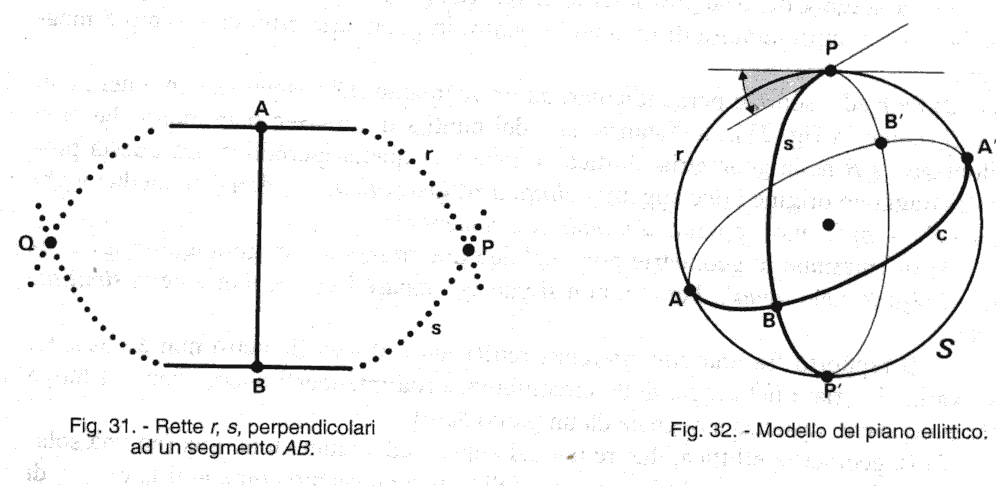 A
r
Q
P
s
B
Fig. 31. - Rette r, s, perpendicolari
ad un segmento AB.
P
B'
A'
r
s
c
A
B
S
P'
Fig. 32. - Modello del piano ellittico.